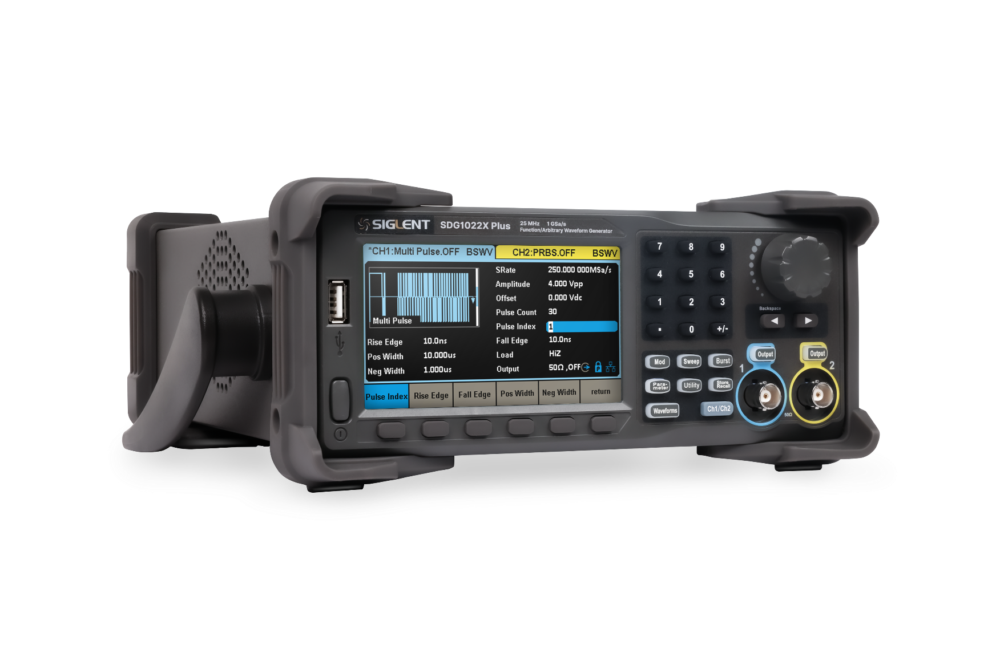 SIGLENT SDG1022X Plus 25 MHz 1 GSa/s
Function/Arbitrary Waveform Generator
*CH1:Multi Pulse.OFF BSWV CH2:PRBS.OFF BSWV
Multi Pulse
Rise Edge 10.0ns
Pos Width 10.000us
Neg Width 1.000us
SRate 250.000 000MSa/s
Amplitude 4.000 Vpp
Offset 0.000 Vdc
Pulse Count 30
Pulse Index 1
Fall Edge 10.0ns
Load HiZ
Output 50Ω ,OFF
P
Pulse Index Rise Edge Fall Edge Pos Width Neg Width return
7 8 9
4 5 6
1 2 3
. 0 +/-
Backspace
Mod Sweep Burst
Para-
meter
Utility
Store
Recall
Waveforms Ch1/Ch2
Output Output
1 2
50Ω